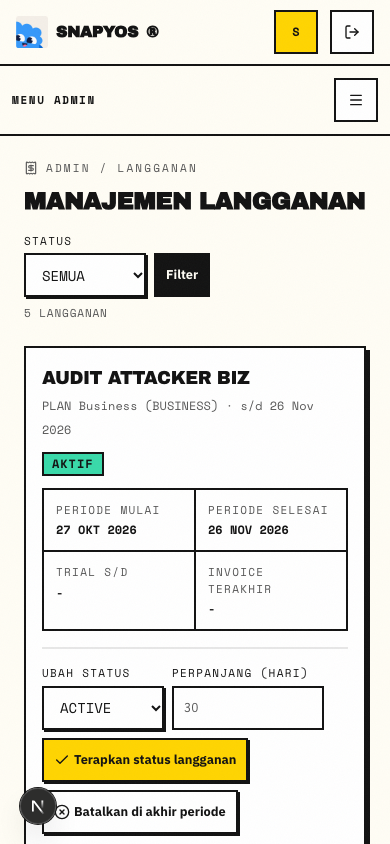 SNAPYOS ®
S
MENU ADMIN
ADMIN / LANGGANAN
MANAJEMEN LANGGANAN
STATUS
SEMUA
Filter
5 LANGGANAN
AUDIT ATTACKER BIZ
PLAN Business (BUSINESS) · s/d 26 Nov
2026
AKTIF
PERIODE MULAI
27 OKT 2026
PERIODE SELESAI
26 NOV 2026
TRIAL S/D
-
INVOICE
TERAKHIR
-
UBAH STATUS
PERPANJANG (HARI)
ACTIVE
30
Terapkan status langganan
N
Batalkan di akhir periode